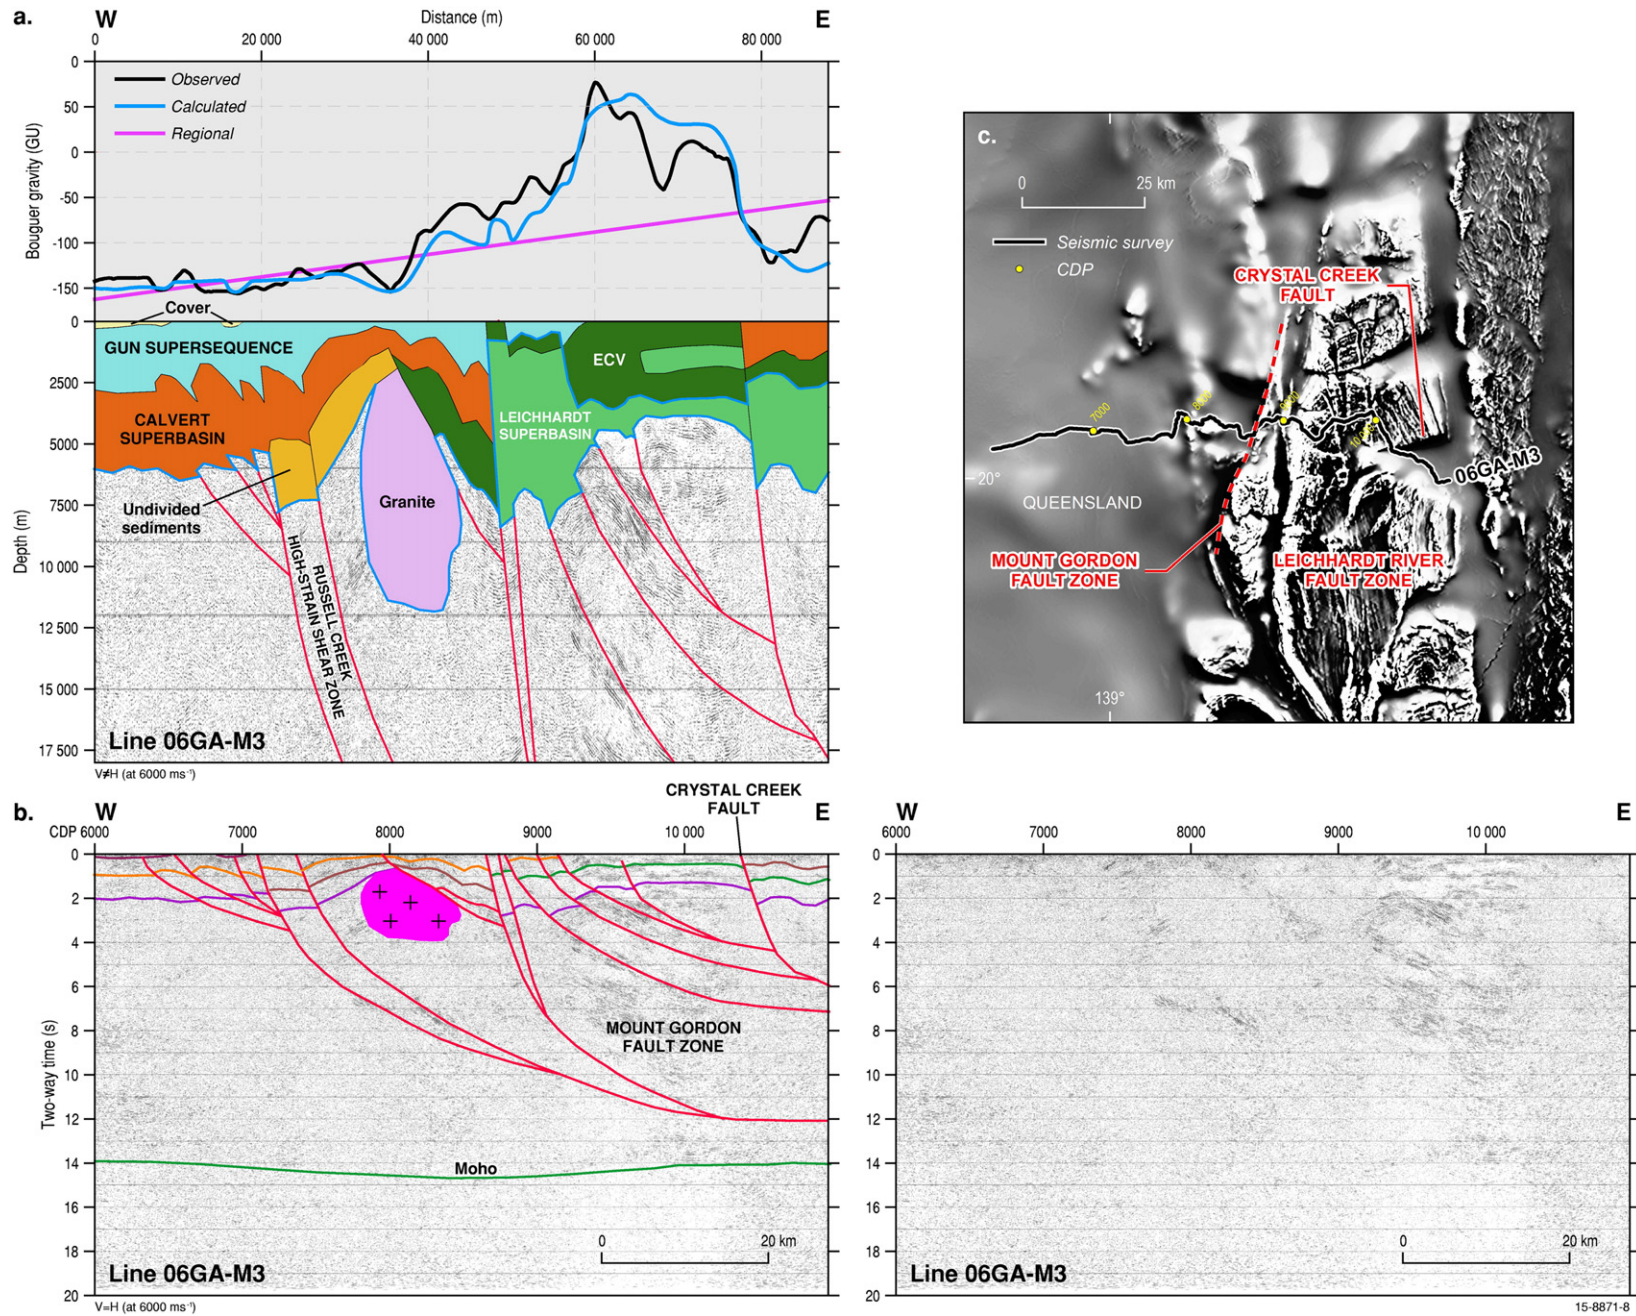 a.
W
Distance (m)
E
0
20 000
40 000
60 000
80 000
0
50
0
-50
-100
-150
Bouguer gravity (GU)
Observed
Calculated
Regional
Cover
0
2500
5000
7500
10 000
12 500
15 000
17 500
Depth (m)
GUN SUPERSEQUENCE
CALVERT
SUPERBASIN
ECV
LEICHHARDT
SUPERBASIN
Granite
Undivided
sediments
RUSSELL CREEK
HIGH-STRAIN SHEAR ZONE
Line 06GA-M3
V≠H (at 6000 ms⁻¹)
c.
0
25 km
Seismic survey
CDP
CRYSTAL CREEK
FAULT
7000
8000
9000
10 000
06GA-M3
20°
QUEENSLAND
MOUNT GORDON
FAULT ZONE
LEICHHARDT RIVER
FAULT ZONE
139°
b.
W
CRYSTAL CREEK
FAULT
E
CDP 6000
7000
8000
9000
10 000
0
2
4
6
8
10
12
14
16
18
20
Two-way time (s)
MOUNT GORDON
FAULT ZONE
Moho
0
20 km
Line 06GA-M3
V=H (at 6000 ms⁻¹)
W
E
6000
7000
8000
9000
10 000
0
2
4
6
8
10
12
14
16
18
20
0
20 km
Line 06GA-M3
15-8871-8